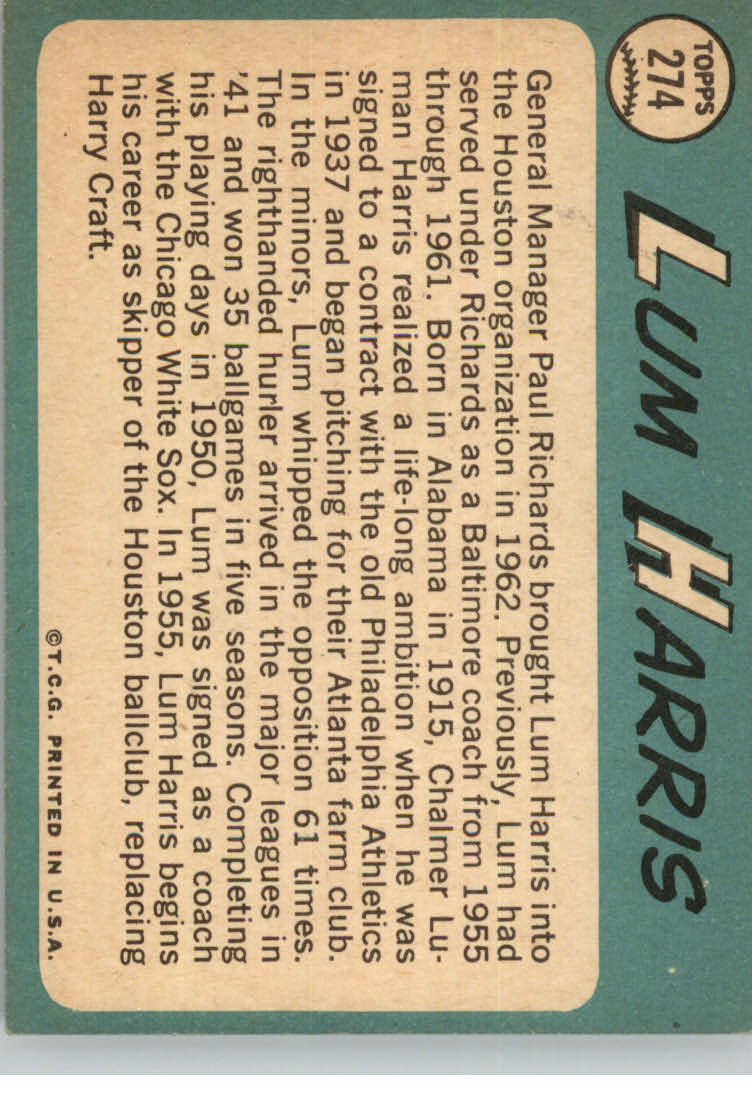 TOPPS
274
LUM HARRIS
General Manager Paul Richards brought Lum Harris into
the Houston organization in 1962. Previously, Lum had
served under Richards as a Baltimore coach from 1955
through 1961. Born in Alabama in 1915, Chalmer Lu-
man Harris realized a life-long ambition when he was
signed to a contract with the old Philadelphia Athletics
in 1937 and began pitching for their Atlanta farm club.
In the minors, Lum whipped the opposition 61 times.
The righthanded hurler arrived in the major leagues in
'41 and won 35 ballgames in five seasons. Completing
his playing days in 1950, Lum was signed as a coach
with the Chicago White Sox. In 1955, Lum Harris begins
his career as skipper of the Houston ballclub, replacing
Harry Craft.
©T.C.G. PRINTED IN U.S.A.